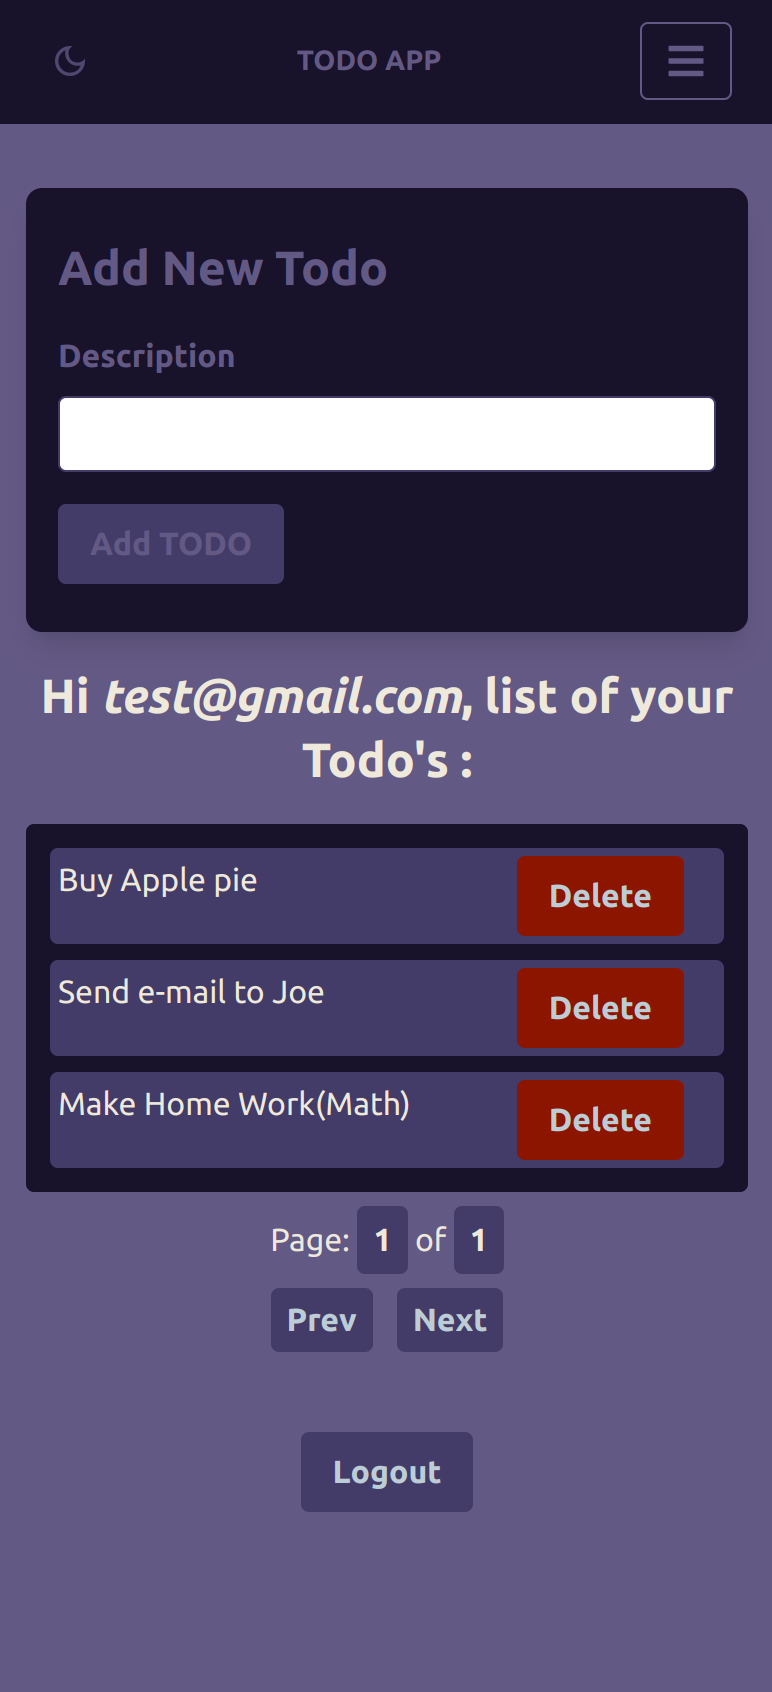 TODO APP
Add New Todo
Description
Add TODO
Hi test@gmail.com, list of your
Todo's :
Buy Apple pie
Delete
Send e-mail to Joe
Delete
Make Home Work(Math)
Delete
Page: 1 of 1
Prev Next
Logout